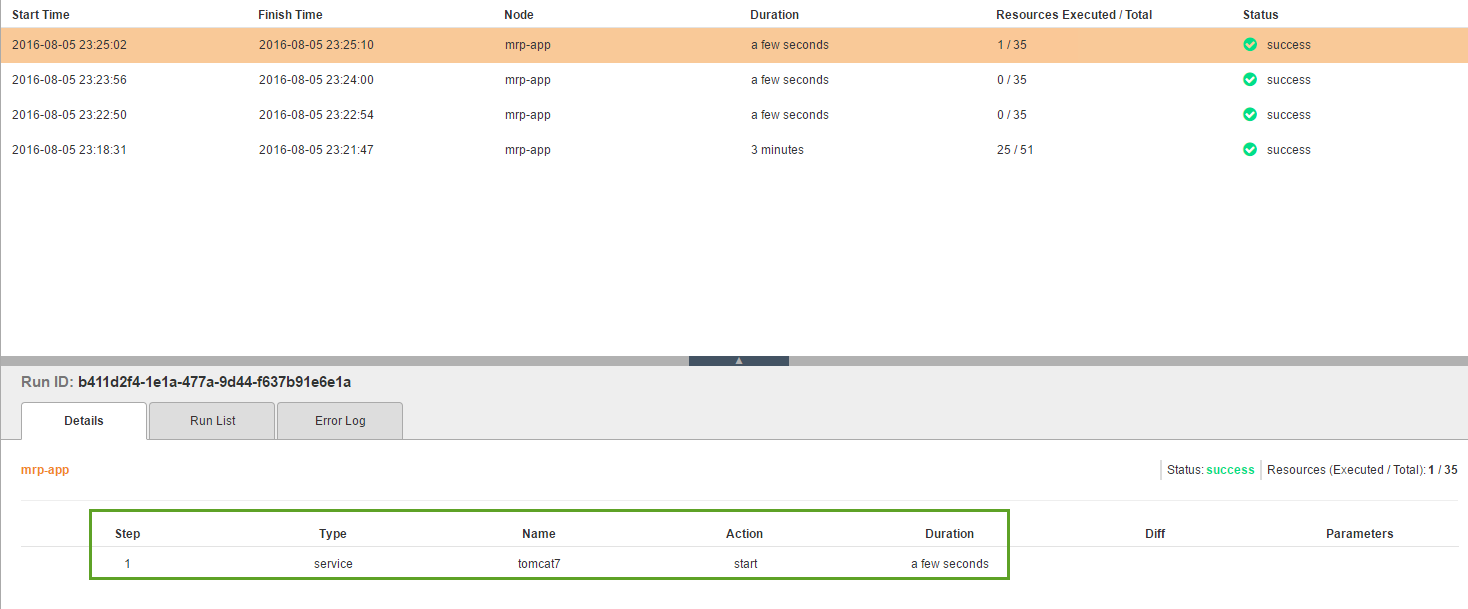 Start Time Finish Time Node Duration Resources Executed / Total Status
2016-08-05 23:25:02 2016-08-05 23:25:10 mrp-app a few seconds 1 / 35 success
2016-08-05 23:23:56 2016-08-05 23:24:00 mrp-app a few seconds 0 / 35 success
2016-08-05 23:22:50 2016-08-05 23:22:54 mrp-app a few seconds 0 / 35 success
2016-08-05 23:18:31 2016-08-05 23:21:47 mrp-app 3 minutes 25 / 51 success
Run ID: b411d2f4-1e1a-477a-9d44-f637b91e6e1a
Details Run List Error Log
mrp-app Status: success Resources (Executed / Total): 1 / 35
Step Type Name Action Duration Diff Parameters
1 service tomcat7 start a few seconds